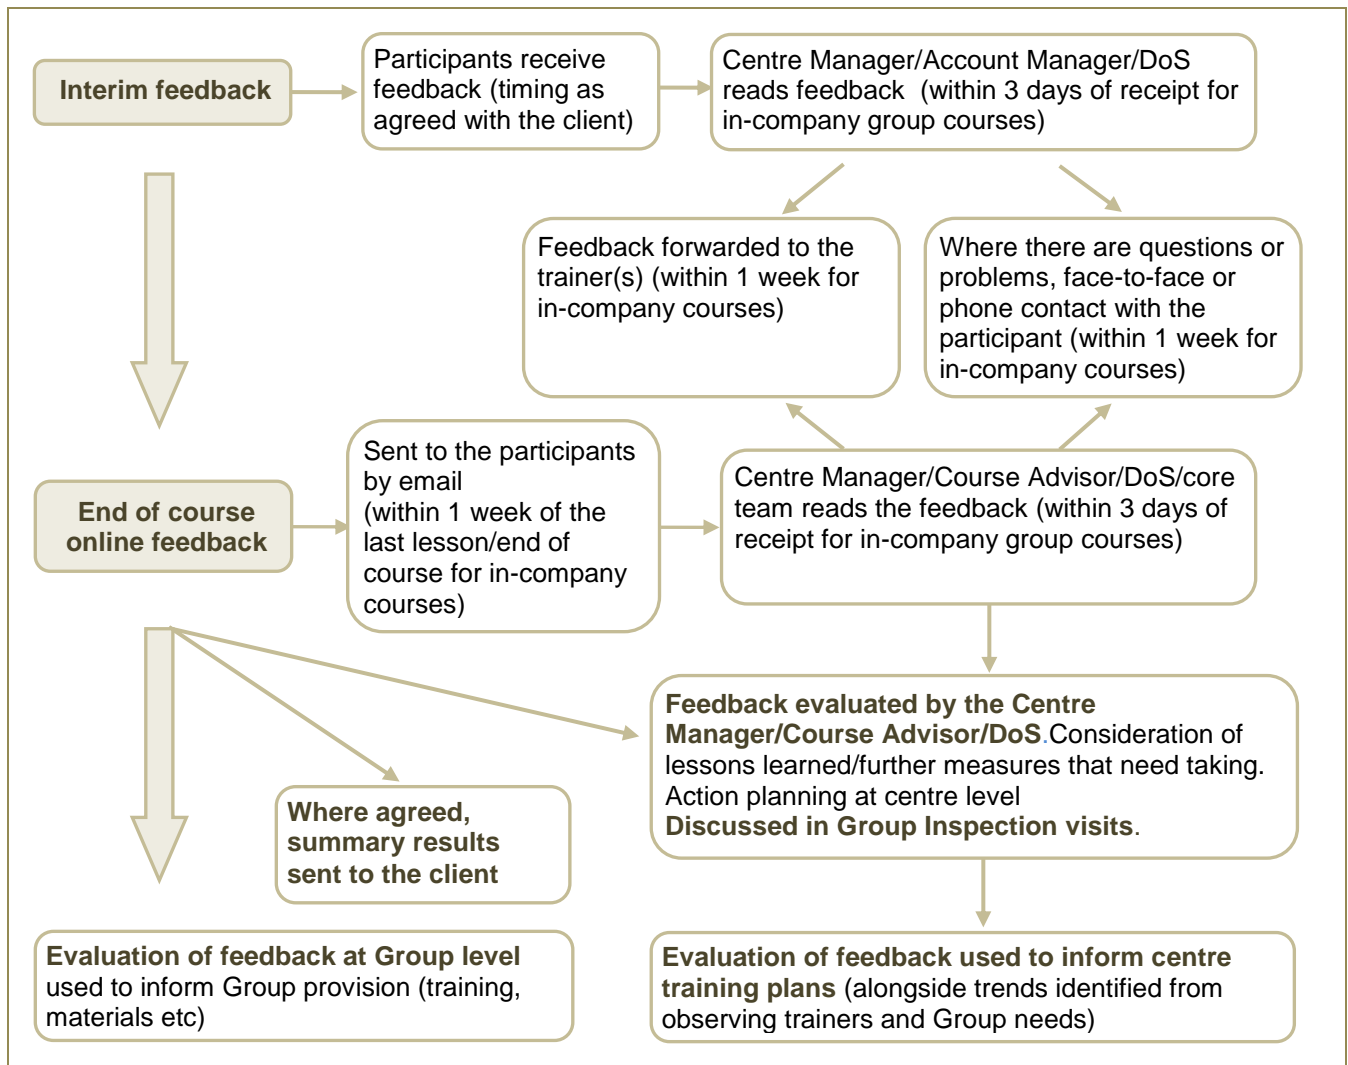 Interim feedback
Participants receive
feedback (timing as
agreed with the client)
Centre Manager/Account Manager/DoS
reads feedback  (within 3 days of receipt for
in-company group courses)
Feedback forwarded to the
trainer(s) (within 1 week for
in-company courses)
Where there are questions or
problems, face-to-face or
phone contact with the
participant (within 1 week for
in-company courses)
End of course
online feedback
Sent to the participants
by email
(within 1 week of the
last lesson/end of
course for in-company
courses)
Centre Manager/Course Advisor/DoS/core
team reads the feedback (within 3 days of
receipt for in-company group courses)
Feedback evaluated by the Centre
Manager/Course Advisor/DoS.Consideration of
lessons learned/further measures that need taking.
Action planning at centre level
Discussed in Group Inspection visits.
Where agreed,
summary results
sent to the client
Evaluation of feedback at Group level
used to inform Group provision (training,
materials etc)
Evaluation of feedback used to inform centre
training plans (alongside trends identified from
observing trainers and Group needs)